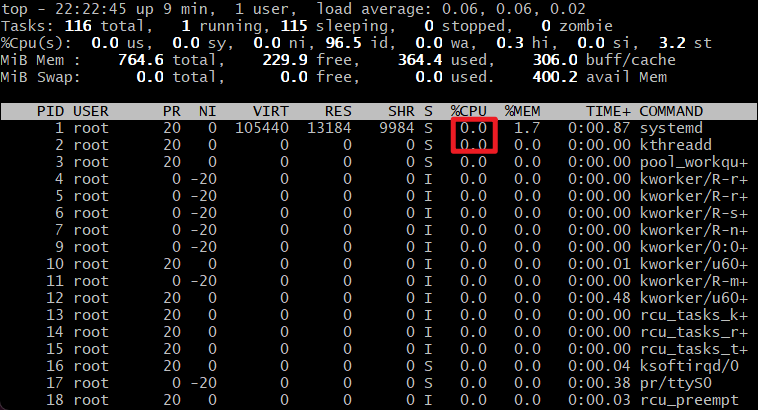 top - 22:22:45 up 9 min,  1 user,  load average: 0.06, 0.06, 0.02
Tasks: 116 total,   1 running, 115 sleeping,   0 stopped,   0 zombie
%Cpu(s):  0.0 us,  0.0 sy,  0.0 ni, 96.5 id,  0.0 wa,  0.3 hi,  0.0 si,  3.2 st
MiB Mem :    764.6 total,    229.9 free,    364.4 used,    306.0 buff/cache
MiB Swap:      0.0 total,      0.0 free,      0.0 used.    400.2 avail Mem
PID USER      PR  NI    VIRT    RES    SHR S  %CPU  %MEM     TIME+ COMMAND
1 root      20   0  105440  13184   9984 S   0.0   1.7   0:00.87 systemd
2 root      20   0       0      0      0 S   0.0   0.0   0:00.00 kthreadd
3 root      20   0       0      0      0 S   0.0   0.0   0:00.00 pool_workqu+
4 root       0 -20       0      0      0 I   0.0   0.0   0:00.00 kworker/R-r+
5 root       0 -20       0      0      0 I   0.0   0.0   0:00.00 kworker/R-r+
6 root       0 -20       0      0      0 I   0.0   0.0   0:00.00 kworker/R-s+
7 root       0 -20       0      0      0 I   0.0   0.0   0:00.00 kworker/R-n+
9 root       0 -20       0      0      0 I   0.0   0.0   0:00.00 kworker/0:0+
10 root      20   0       0      0      0 I   0.0   0.0   0:00.01 kworker/u60+
11 root       0 -20       0      0      0 I   0.0   0.0   0:00.00 kworker/R-m+
12 root      20   0       0      0      0 I   0.0   0.0   0:00.48 kworker/u60+
13 root      20   0       0      0      0 I   0.0   0.0   0:00.00 rcu_tasks_k+
14 root      20   0       0      0      0 I   0.0   0.0   0:00.00 rcu_tasks_r+
15 root      20   0       0      0      0 I   0.0   0.0   0:00.00 rcu_tasks_t+
16 root      20   0       0      0      0 S   0.0   0.0   0:00.04 ksoftirqd/0
17 root       0 -20       0      0      0 S   0.0   0.0   0:00.38 pr/ttyS0
18 root      20   0       0      0      0 I   0.0   0.0   0:00.03 rcu_preempt